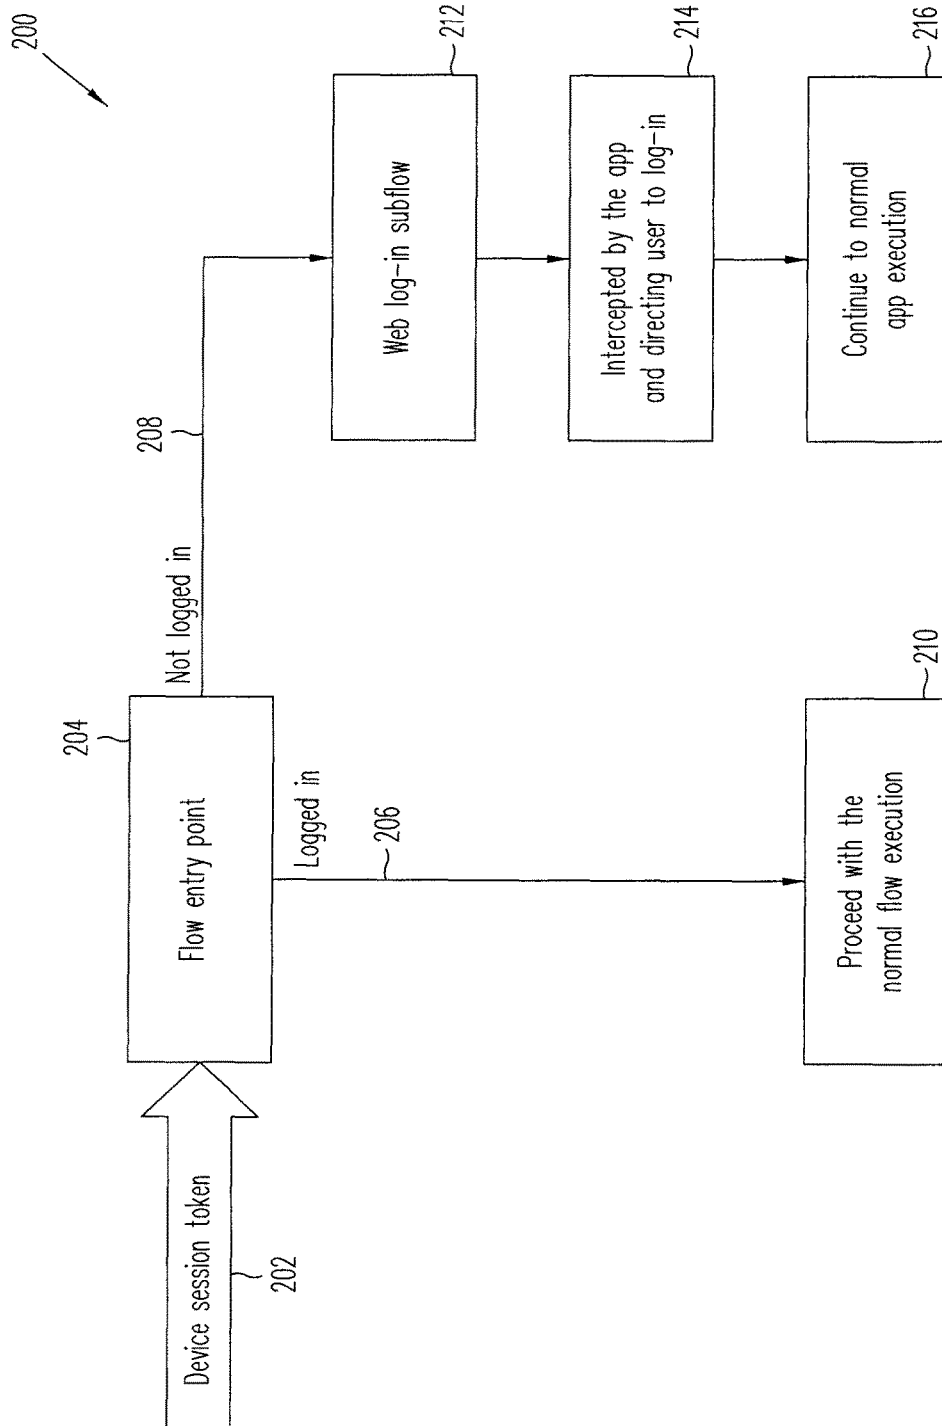 200
Device session token
202
204
Flow entry point
Not logged in
208
Logged in
206
Web log-in subflow
212
Intercepted by the app
and directing user to log-in
214
Proceed with the
normal flow execution
210
Continue to normal
app execution
216